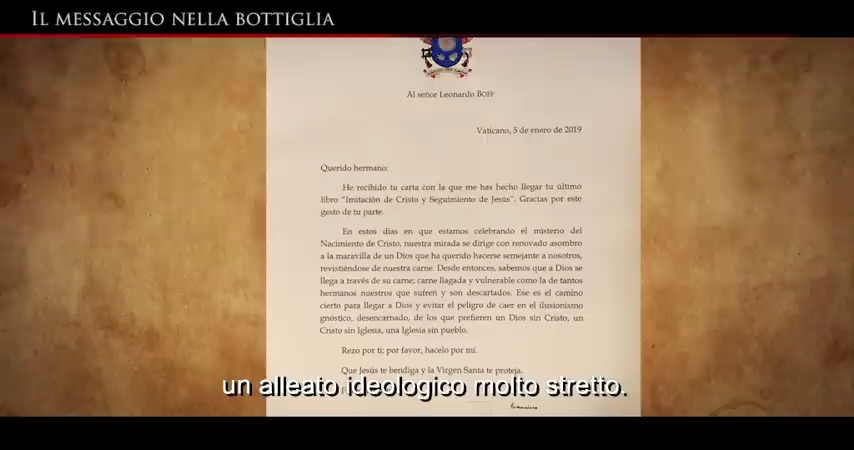 IL MESSAGGIO NELLA BOTTIGLIA
Al señor Leonardo BOFF
Vaticano, 5 de enero de 2019
Querido hermano:
He recibido tu carta con la que me has hecho llegar tu último
libro "Imitación de Cristo y Seguimiento de Jesús". Gracias por este
gesto de tu parte.
En estos días en que estamos celebrando el misterio del
Nacimiento de Cristo, nuestra mirada se dirige con renovado asombro
a la maravilla de un Dios que ha querido hacerse semejante a nosotros,
revistiéndose de nuestra carne. Desde entonces, sabemos que a Dios se
llega a través de su carne; carne llagada y vulnerable como la de tantos
hermanos nuestros que sufren y son descartados. Ese es el camino
cierto para llegar a Dios y evitar el peligro de caer en el ilusionismo
gnóstico, desencarnado, de los que prefieren un Dios sin Cristo, un
Cristo sin Iglesia, una Iglesia sin pueblo.
Rezo por ti; por favor, hacelo por mí.
Que Jesús te bendiga y la Virgen Santa te proteja.
un alleato ideologico molto stretto.
Francisco